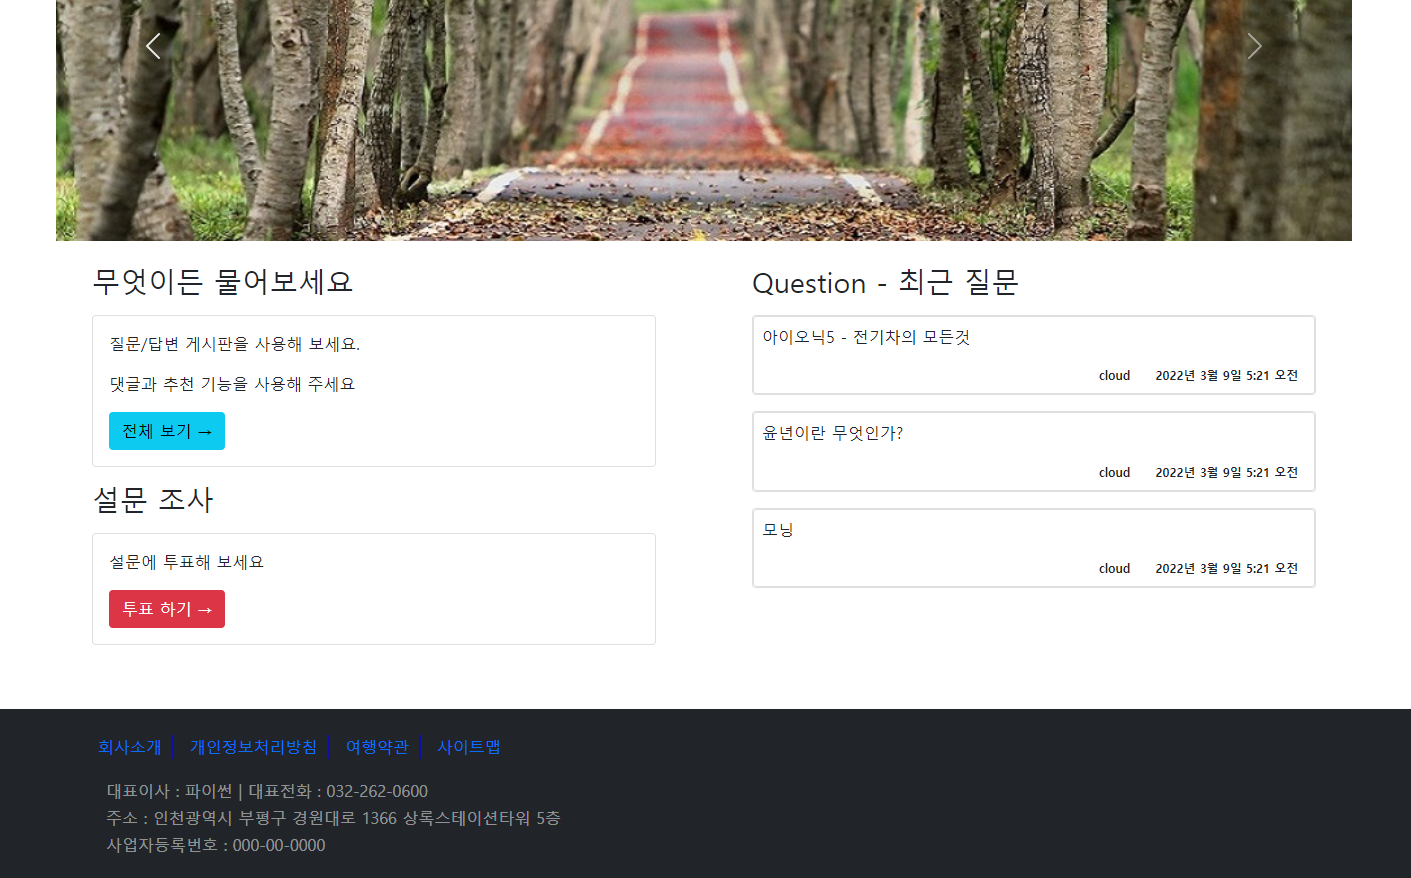 무엇이든 물어보세요
질문/답변 게시판을 사용해 보세요.
댓글과 추천 기능을 사용해 주세요
전체 보기 →
설문 조사
설문에 투표해 보세요
투표 하기 →
Question - 최근 질문
아이오닉5 - 전기차의 모든것
cloud 2022년 3월 9일 5:21 오전
윤년이란 무엇인가?
cloud 2022년 3월 9일 5:21 오전
모닝
cloud 2022년 3월 9일 5:21 오전
회사소개 | 개인정보처리방침 | 여행약관 | 사이트맵
대표이사 : 파이썬 | 대표전화 : 032-262-0600
주소 : 인천광역시 부평구 경원대로 1366 상록스테이션타워 5층
사업자등록번호 : 000-00-0000